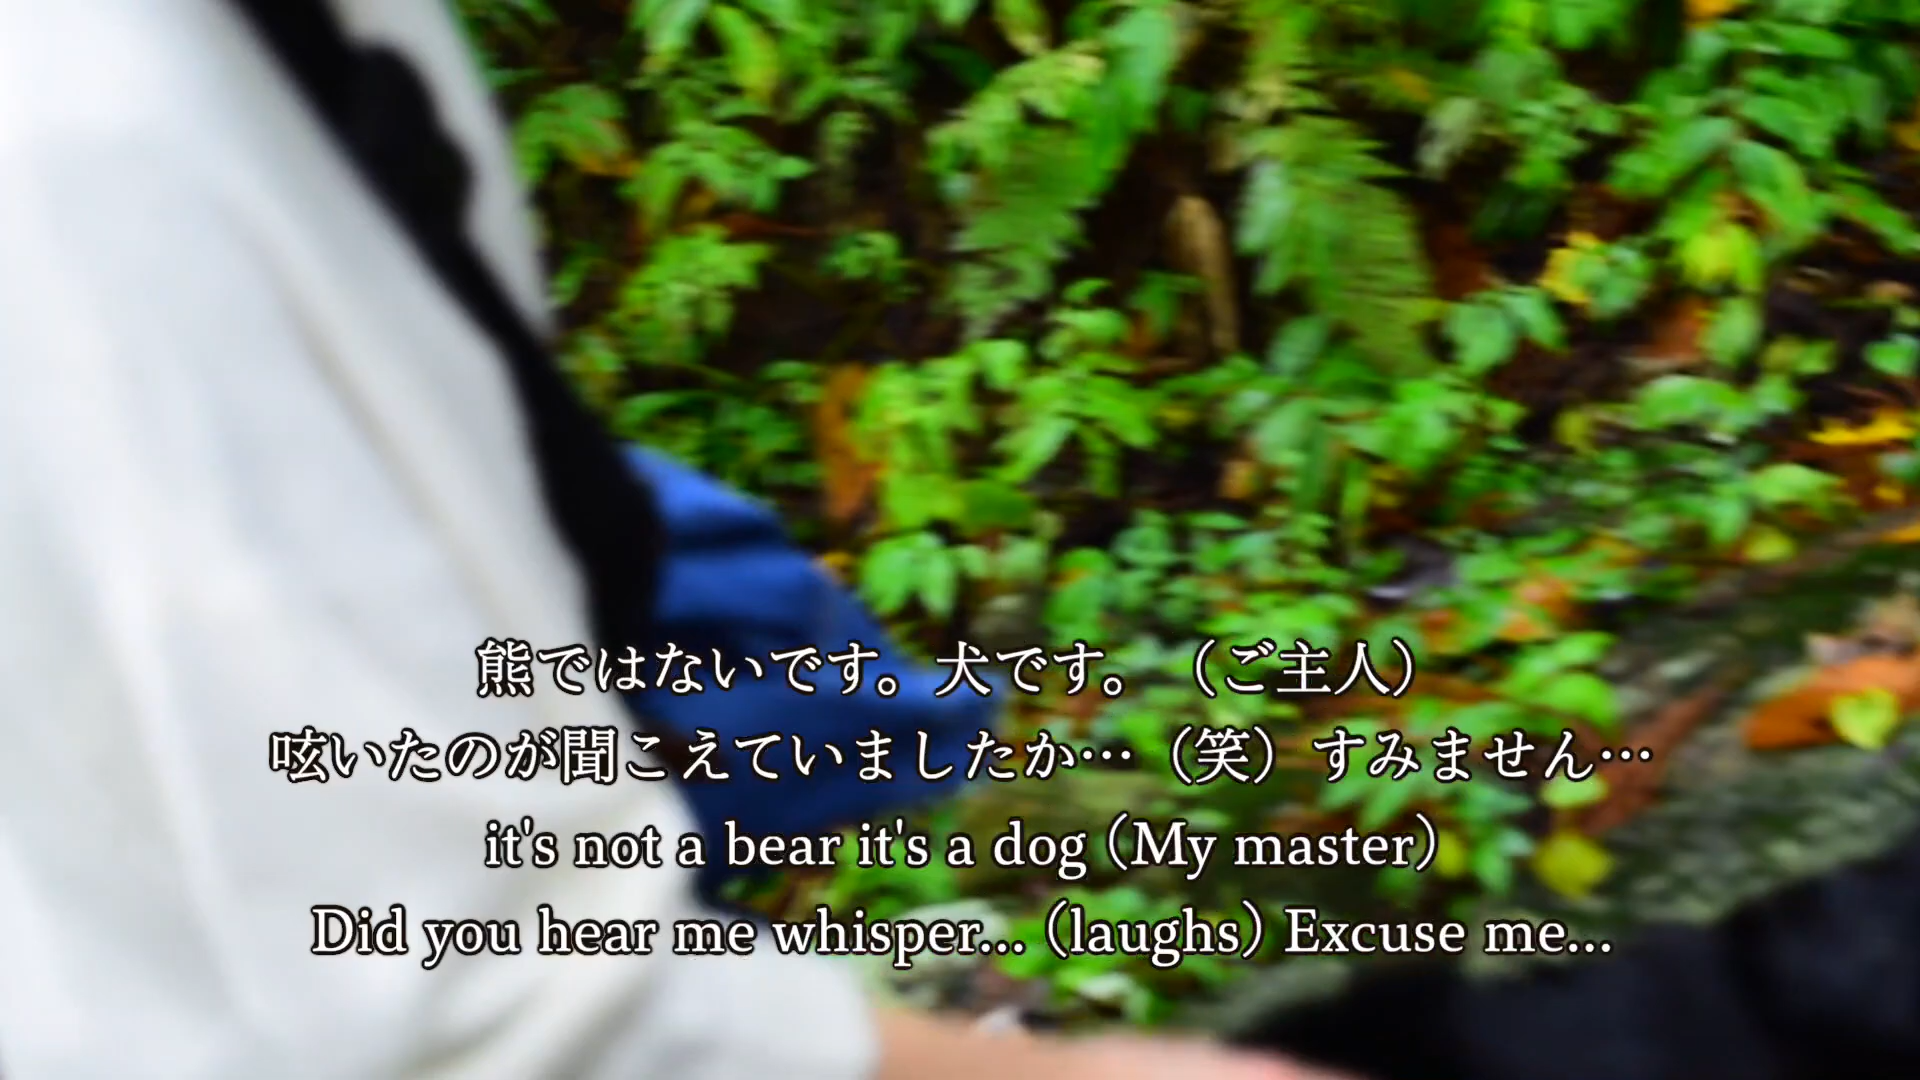 熊ではないです。犬です。（ご主人）
呟いたのが聞こえていましたか…（笑）すみません…
it's not a bear it's a dog (My master)
Did you hear me whisper... (laughs) Excuse me...